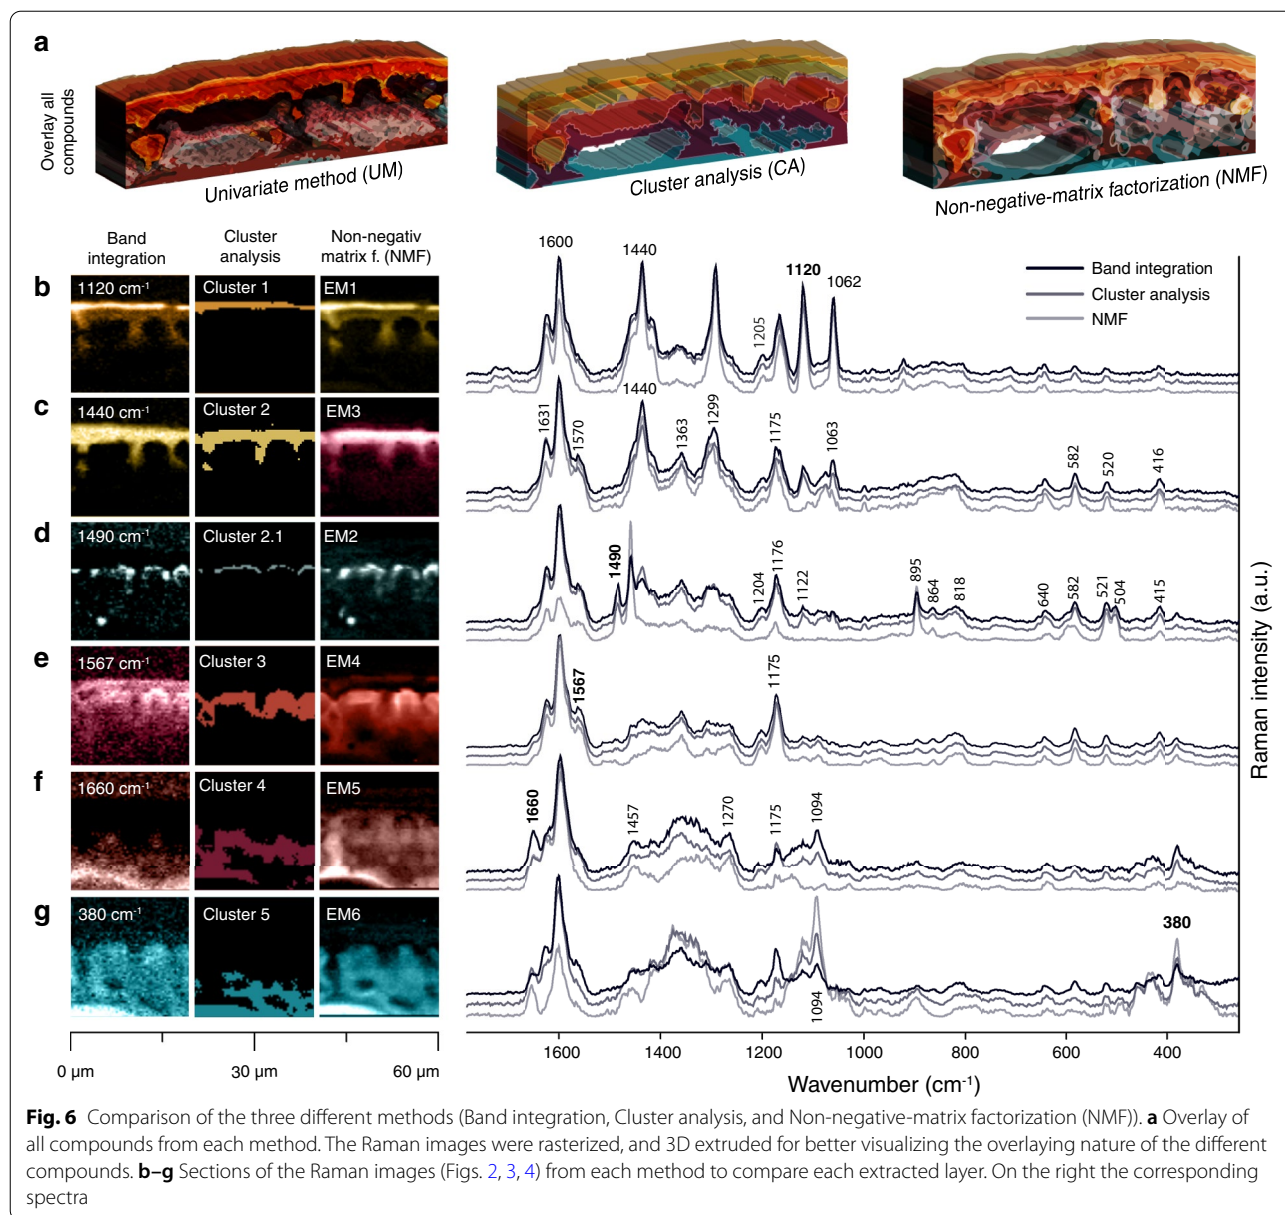 a
Overlay all
compounds
Univariate method (UM)
Cluster analysis (CA)
Non-negative-matrix factorization (NMF)
Band
integration
Cluster
analysis
Non-negativ
matrix f. (NMF)
b
1120 cm-1
Cluster 1
EM1
1600
1440
1205
1120
1062
Band integration
Cluster analysis
NMF
c
1440 cm-1
Cluster 2
EM3
1631
1570
1440
1363
1299
1175
1063
582
520
416
d
1490 cm-1
Cluster 2.1
EM2
1490
1204
1176
1122
895
864
818
640
582
521
504
415
e
1567 cm-1
Cluster 3
EM4
1567
1175
f
1660 cm-1
Cluster 4
EM5
1660
1457
1270
1175
1094
g
380 cm-1
Cluster 5
EM6
1094
380
Raman intensity (a.u.)
0 µm
30 µm
60 µm
1600
1400
1200
1000
800
600
400
Wavenumber (cm-1)
Fig. 6 Comparison of the three different methods (Band integration, Cluster analysis, and Non-negative-matrix factorization (NMF)). a Overlay of
all compounds from each method. The Raman images were rasterized, and 3D extruded for better visualizing the overlaying nature of the different
compounds. b–g Sections of the Raman images (Figs. 2, 3, 4) from each method to compare each extracted layer. On the right the corresponding
spectra